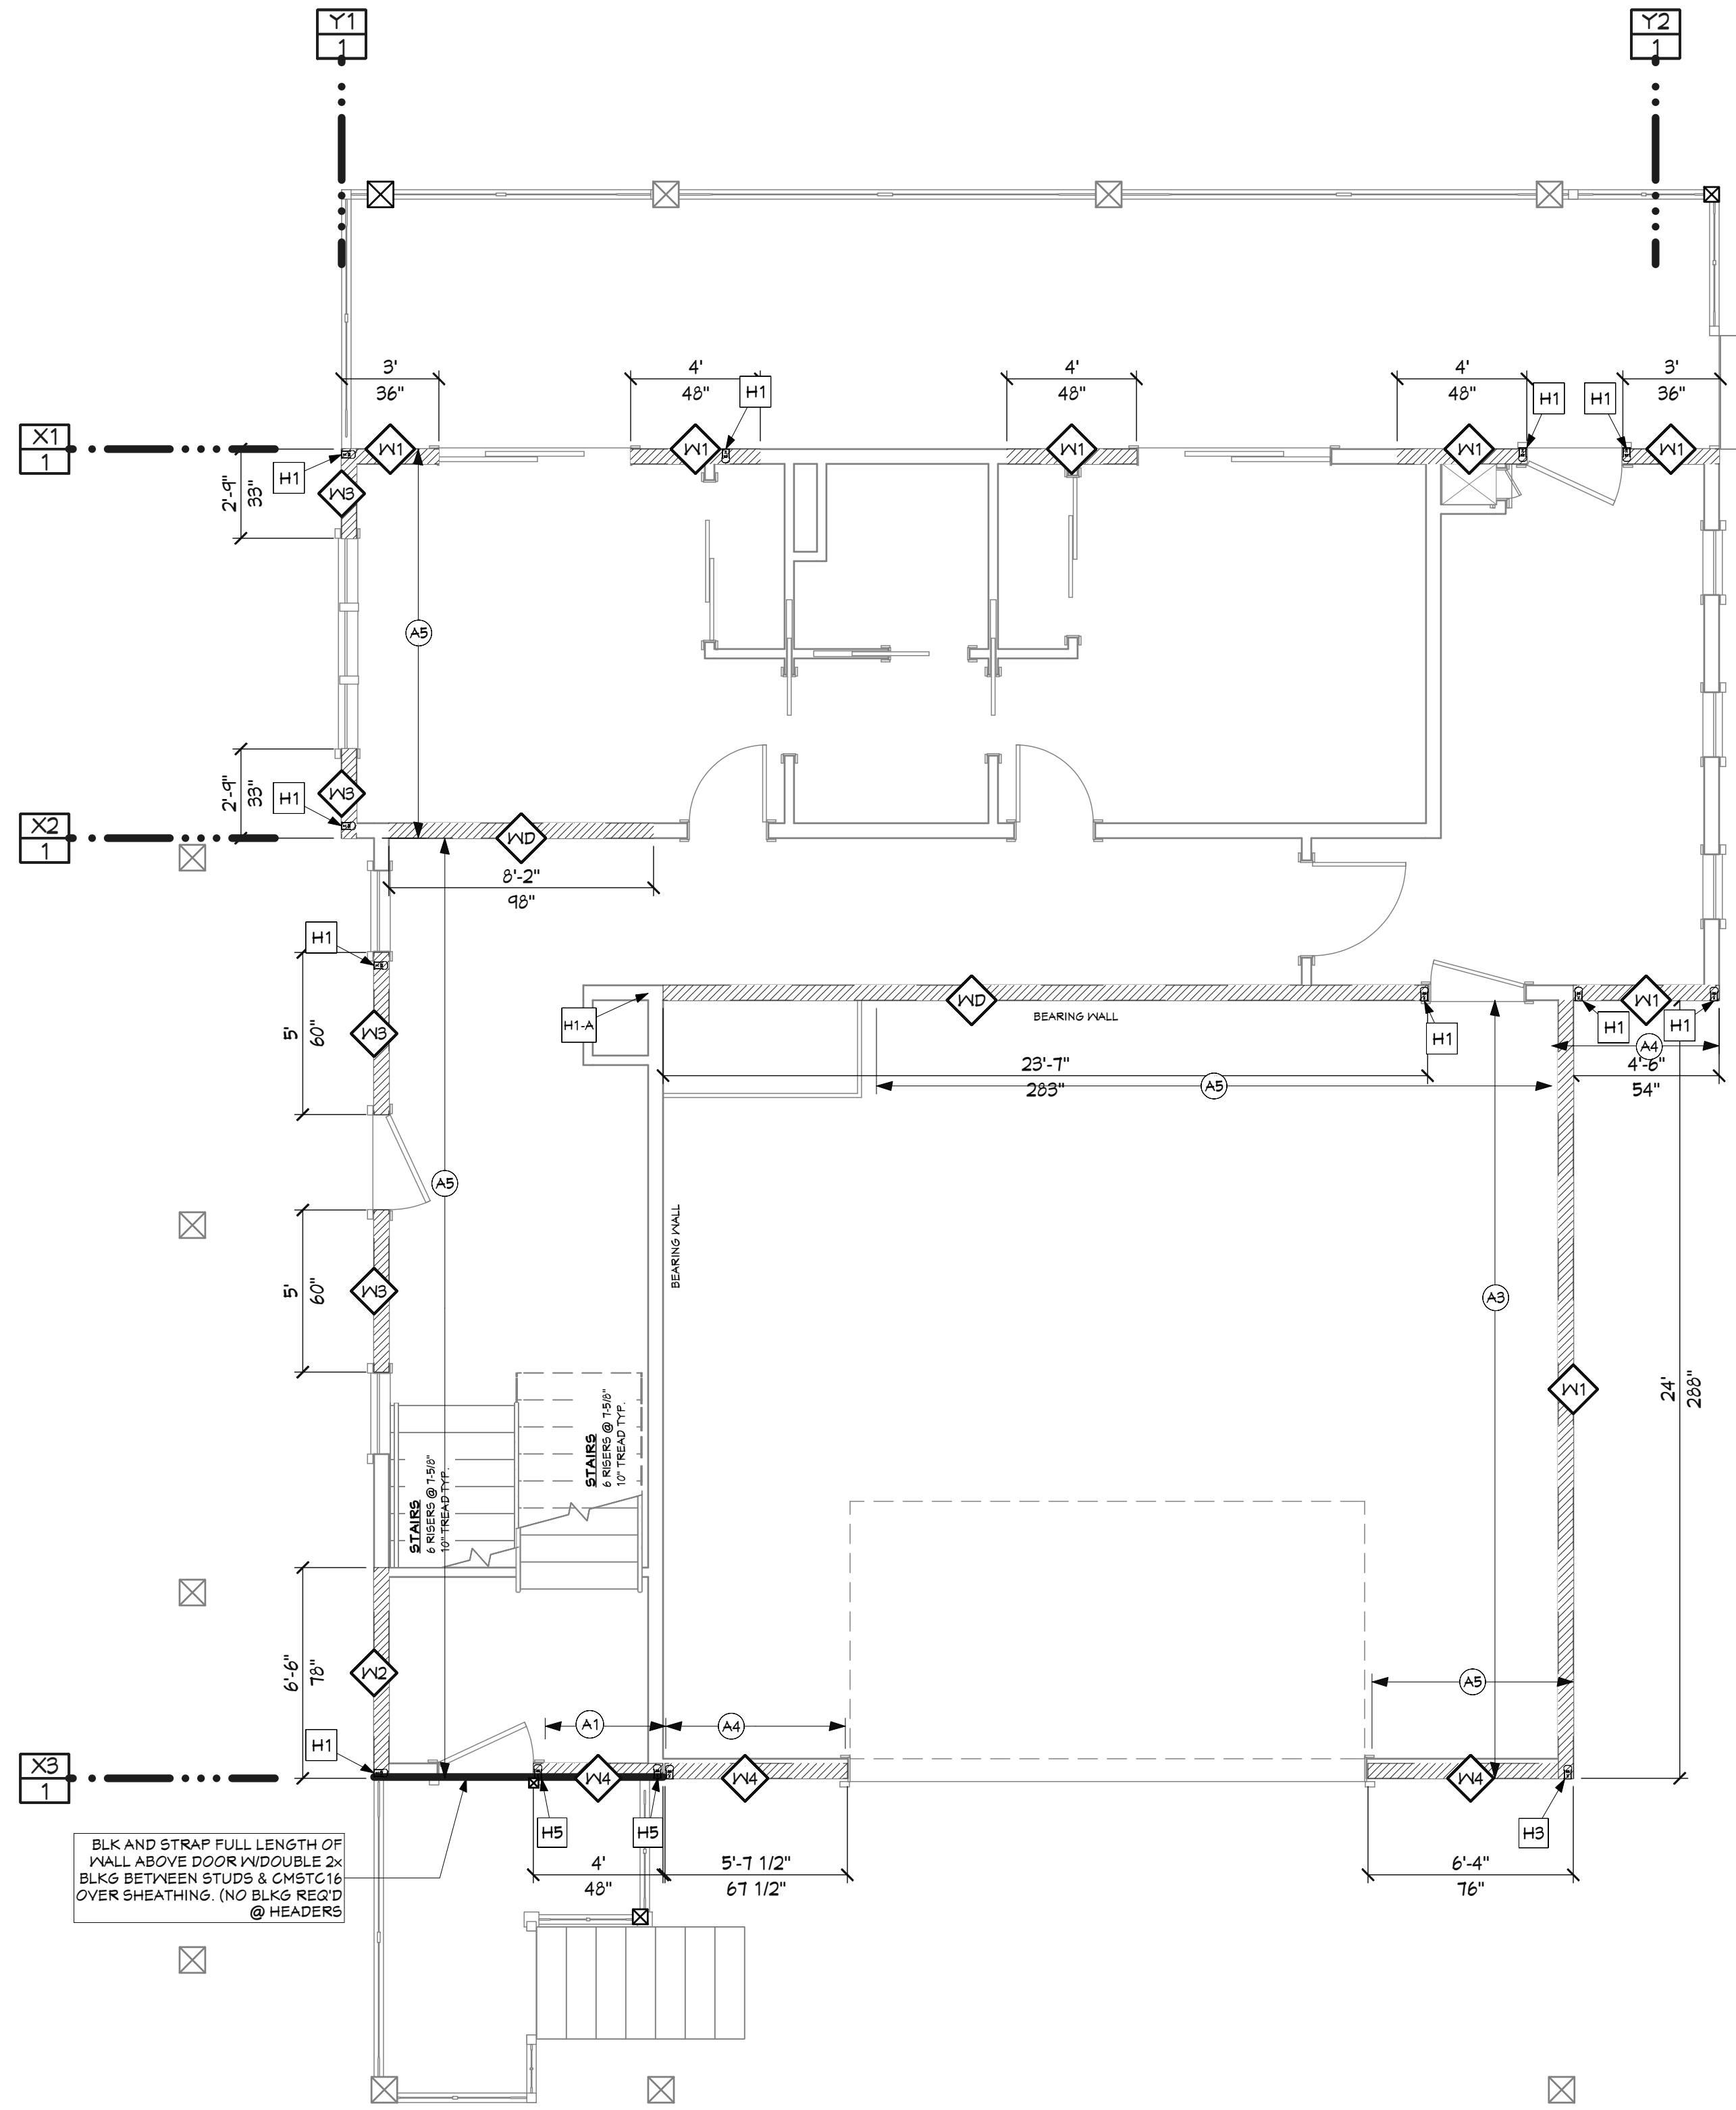 Y1
1
Y2
1
3'
36"
4'
48"
H1
4'
48"
4'
48"
H1
H1
3'
36"
X1
1
W1
W1
W1
W1
W1
H1
W3
2'-9"
33"
A5
2'-9"
33"
H1
W3
X2
1
WD
8'-2"
98"
H1
5'
60"
W3
H1-A
WD
BEARING WALL
H1
W1
H1
H1
A4
4'-6"
54"
23'-7"
283"
A5
A5
BEARING WALL
5'
60"
W3
A3
W1
24'
288"
STAIRS
6 RISERS @ 7-5/8"
10" TREAD TYP.
STAIRS
6 RISERS @ 7-5/8"
10" TREAD TYP.
6'-6"
78"
W2
A5
A1
A4
H1
X3
1
W4
W4
W4
H5
H5
H3
4'
48"
5'-7 1/2"
67 1/2"
6'-4"
76"
BLK AND STRAP FULL LENGTH OF
WALL ABOVE DOOR W/DOUBLE 2x
BLKG BETWEEN STUDS & CMSTC16
OVER SHEATHING. (NO BLKG REQ'D
@ HEADERS